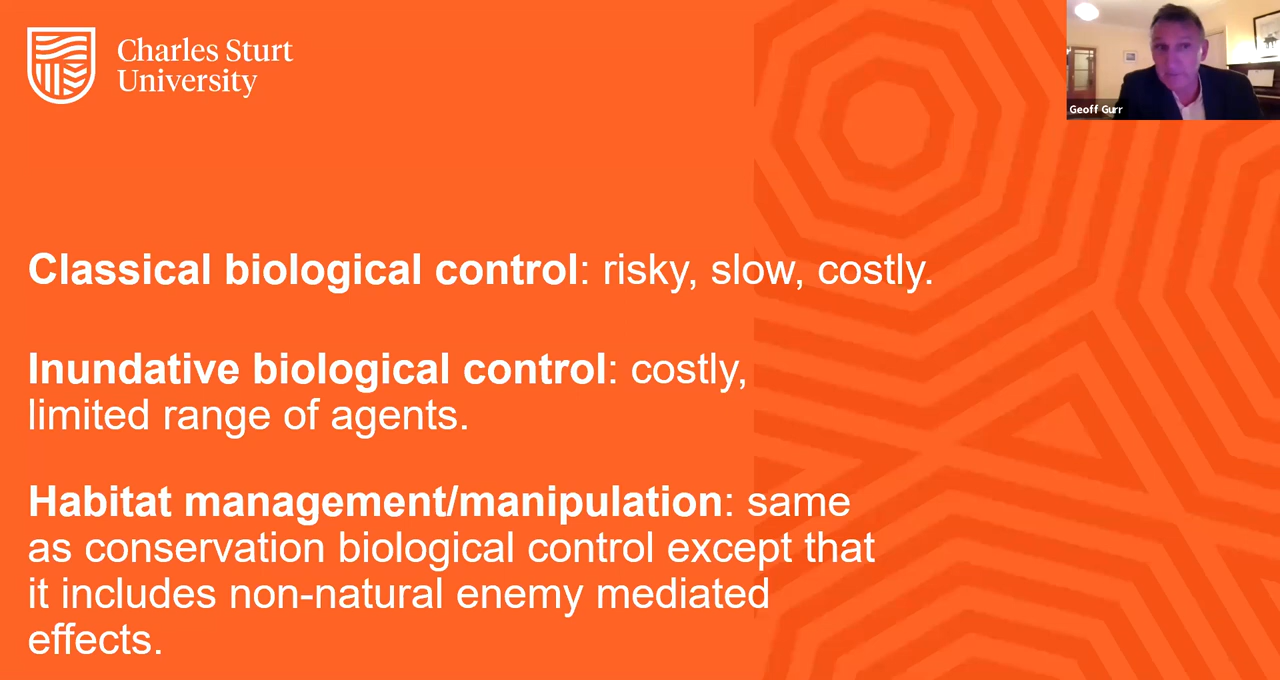 Charles Sturt
University
Geoff Gurr
Classical biological control: risky, slow, costly.
Inundative biological control: costly,
limited range of agents.
Habitat management/manipulation: same
as conservation biological control except that
it includes non-natural enemy mediated
effects.